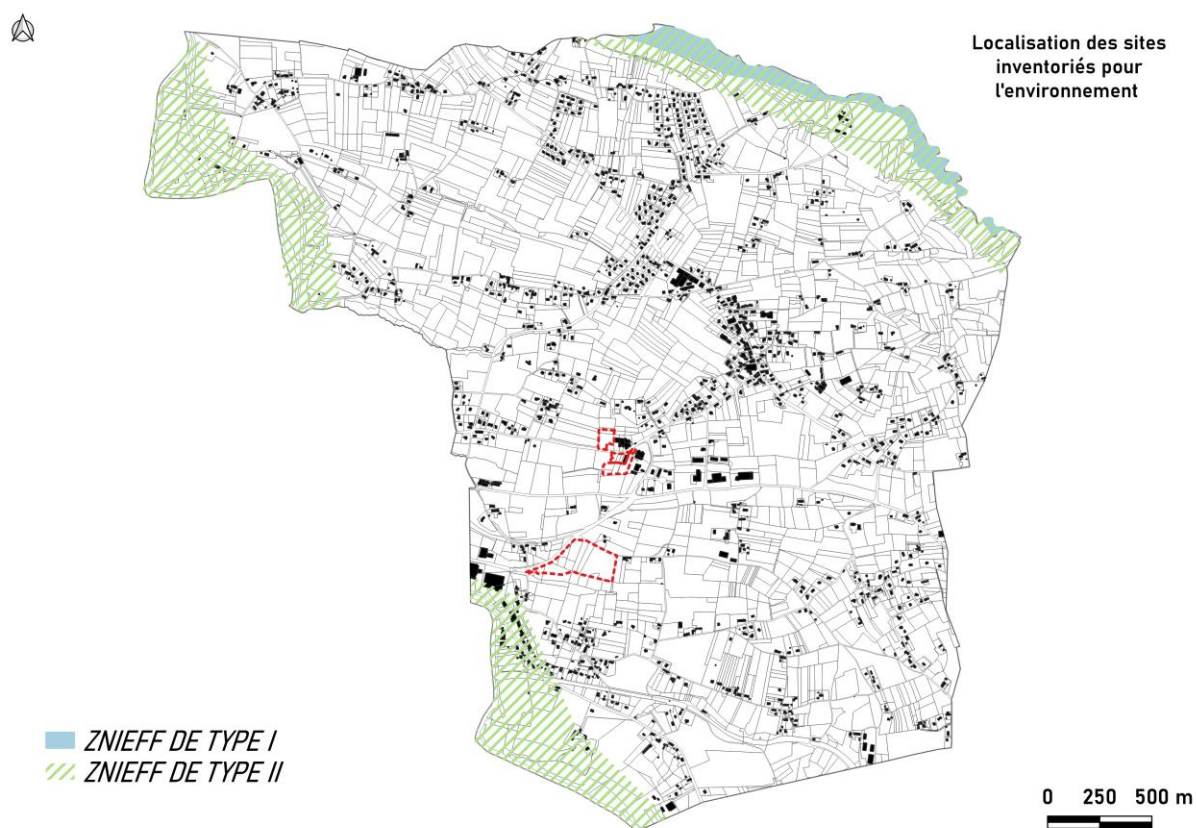 Localisation des sites
inventoriés pour
l'environnement
ZNIEFF DE TYPE I
ZNIEFF DE TYPE II
0 250 500 m